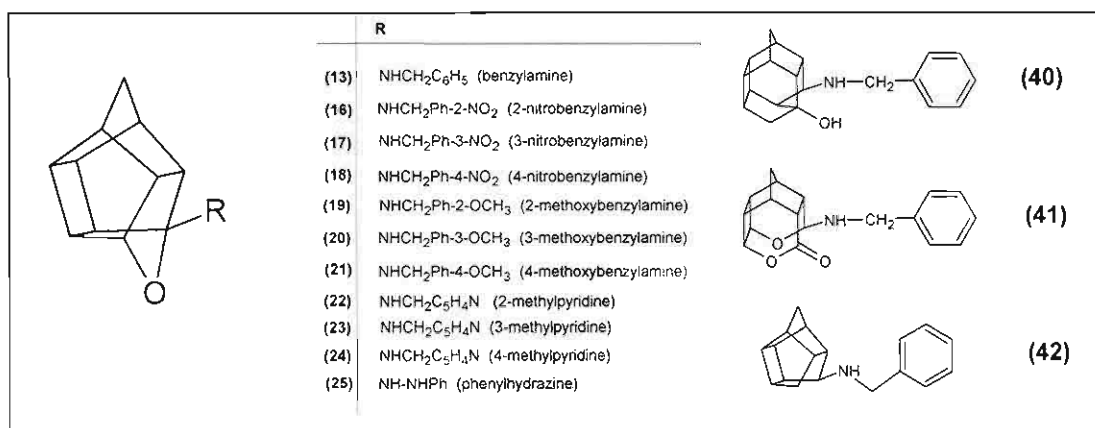 R
(13) NHCH₂C₆H₅ (benzylamine)
(16) NHCH₂Ph-2-NO₂ (2-nitrobenzylamine)
(17) NHCH₂Ph-3-NO₂ (3-nitrobenzylamine)
(18) NHCH₂Ph-4-NO₂ (4-nitrobenzylamine)
(19) NHCH₂Ph-2-OCH₃ (2-methoxybenzylamine)
(20) NHCH₂Ph-3-OCH₃ (3-methoxybenzylamine)
(21) NHCH₂Ph-4-OCH₃ (4-methoxybenzylamine)
(22) NHCH₂C₅H₄N (2-methylpyridine)
(23) NHCH₂C₅H₄N (3-methylpyridine)
(24) NHCH₂C₅H₄N (4-methylpyridine)
(25) NH-NHPh (phenylhydrazine)
R
O
NH—CH₂
OH
(40)
NH—CH₂
O
O
O
(41)
NH
(42)